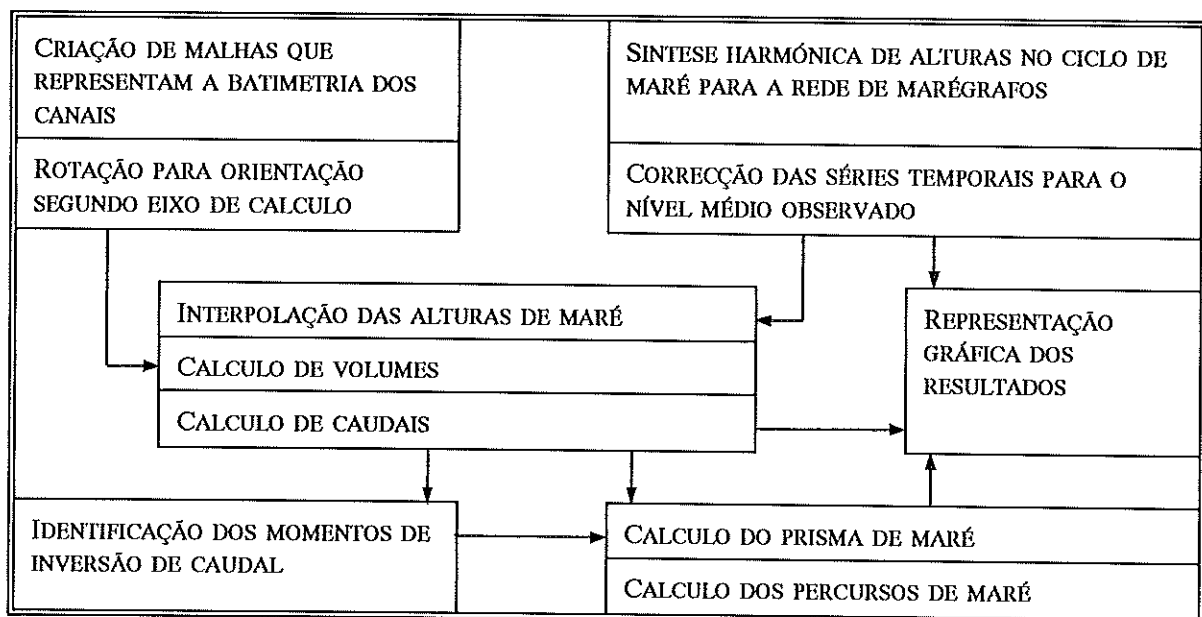 CRIAÇÃO DE MALHAS QUE
REPRESENTAM A BATIMETRIA DOS
CANAIS
ROTAÇÃO PARA ORIENTAÇÃO
SEGUNDO EIXO DE CALCULO
SINTESE HARMÓNICA DE ALTURAS NO CICLO DE
MARÉ PARA A REDE DE MARÉGRAFOS
CORRECÇÃO DAS SÉRIES TEMPORAIS PARA O
NÍVEL MÉDIO OBSERVADO
INTERPOLAÇÃO DAS ALTURAS DE MARÉ
CALCULO DE VOLUMES
CALCULO DE CAUDAIS
REPRESENTAÇÃO
GRÁFICA DOS
RESULTADOS
IDENTIFICAÇÃO DOS MOMENTOS DE
INVERSÃO DE CAUDAL
CALCULO DO PRISMA DE MARÉ
CALCULO DOS PERCURSOS DE MARÉ